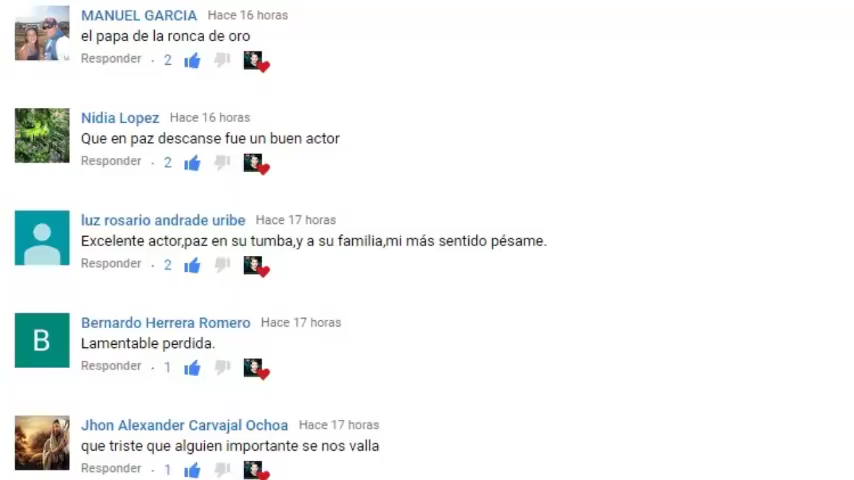 MANUEL GARCIA Hace 16 horas
el papa de la ronca de oro
Responder · 2
Nidia Lopez Hace 16 horas
Que en paz descanse fue un buen actor
Responder · 2
luz rosario andrade uribe Hace 17 horas
Excelente actor,paz en su tumba,y a su familia,mi más sentido pésame.
Responder · 2
B
Bernardo Herrera Romero Hace 17 horas
Lamentable perdida.
Responder · 1
Jhon Alexander Carvajal Ochoa Hace 17 horas
que triste que alguien importante se nos valla
Responder · 1